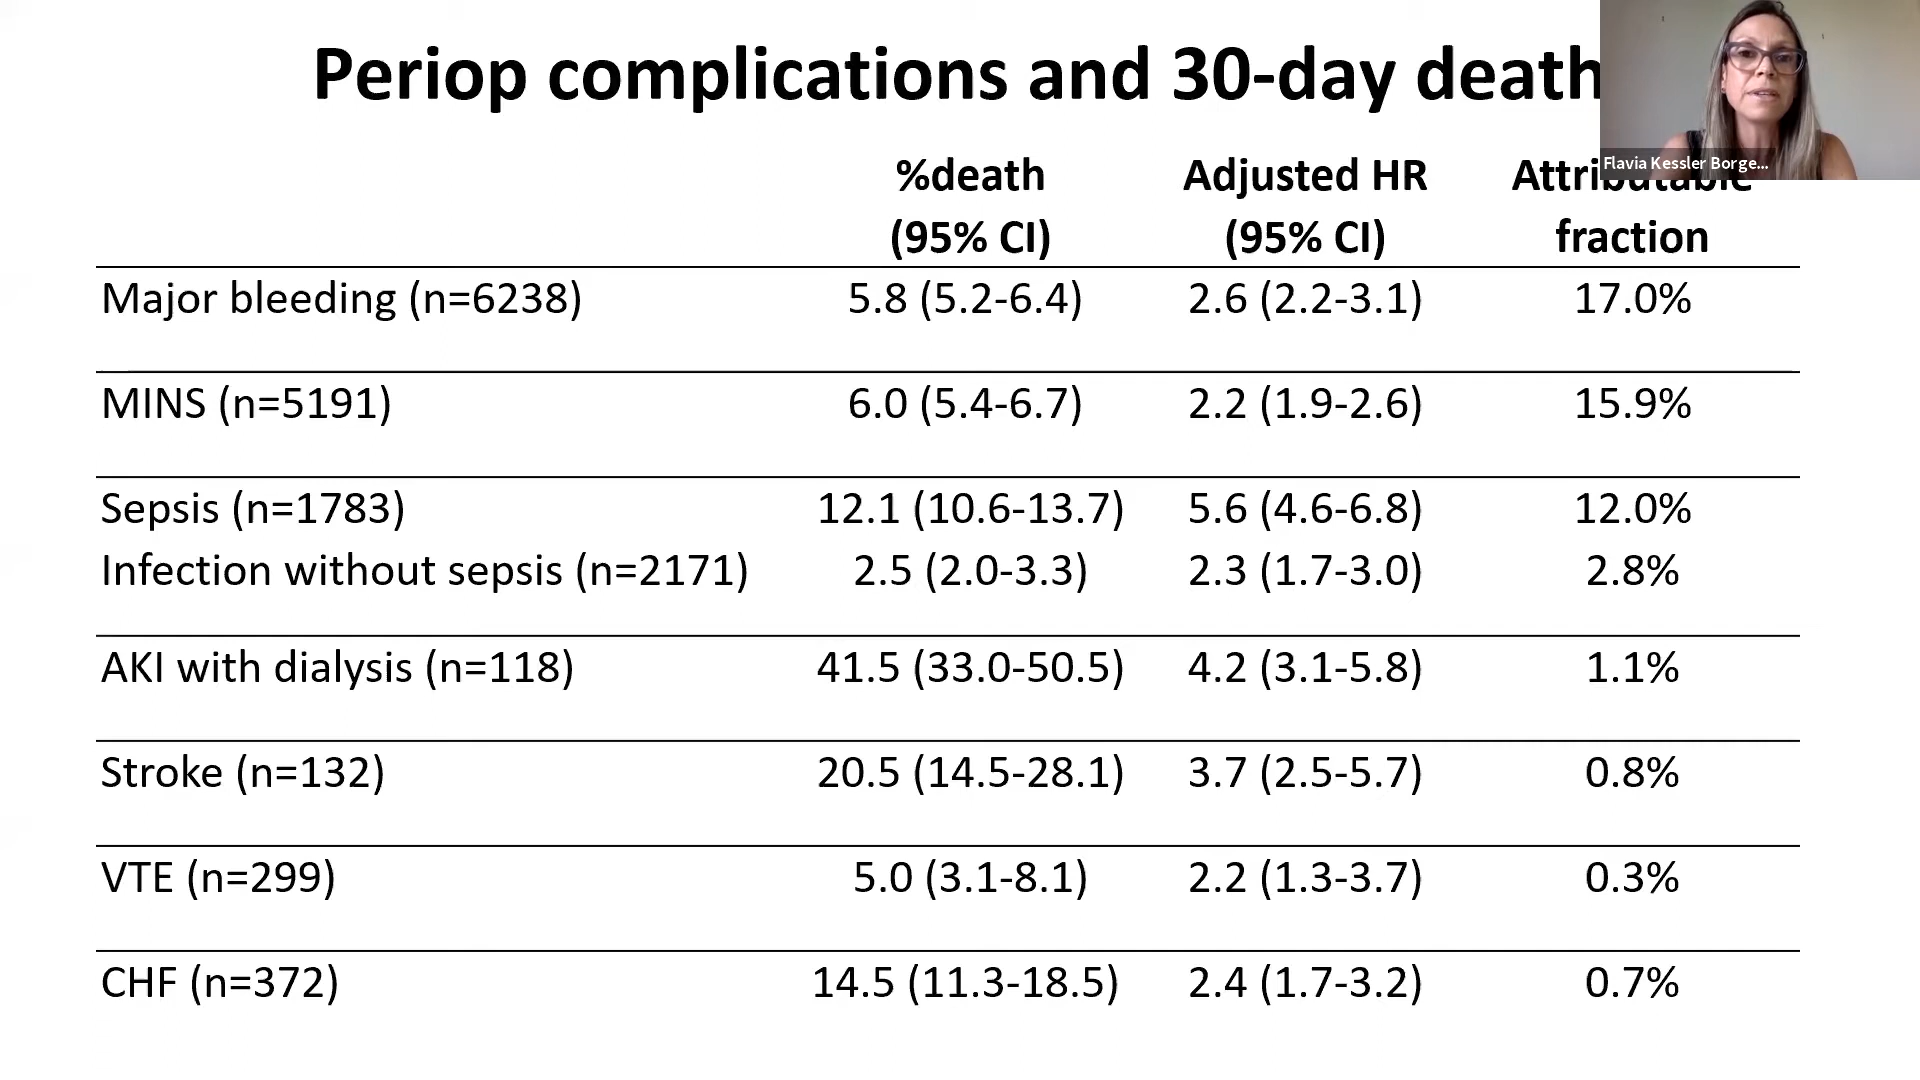 Periop complications and 30-day death
Flavia Kessler Borge...
%death Adjusted HR Attributable
(95% CI) (95% CI) fraction
Major bleeding (n=6238) 5.8 (5.2-6.4) 2.6 (2.2-3.1) 17.0%
MINS (n=5191) 6.0 (5.4-6.7) 2.2 (1.9-2.6) 15.9%
Sepsis (n=1783) 12.1 (10.6-13.7) 5.6 (4.6-6.8) 12.0%
Infection without sepsis (n=2171) 2.5 (2.0-3.3) 2.3 (1.7-3.0) 2.8%
AKI with dialysis (n=118) 41.5 (33.0-50.5) 4.2 (3.1-5.8) 1.1%
Stroke (n=132) 20.5 (14.5-28.1) 3.7 (2.5-5.7) 0.8%
VTE (n=299) 5.0 (3.1-8.1) 2.2 (1.3-3.7) 0.3%
CHF (n=372) 14.5 (11.3-18.5) 2.4 (1.7-3.2) 0.7%